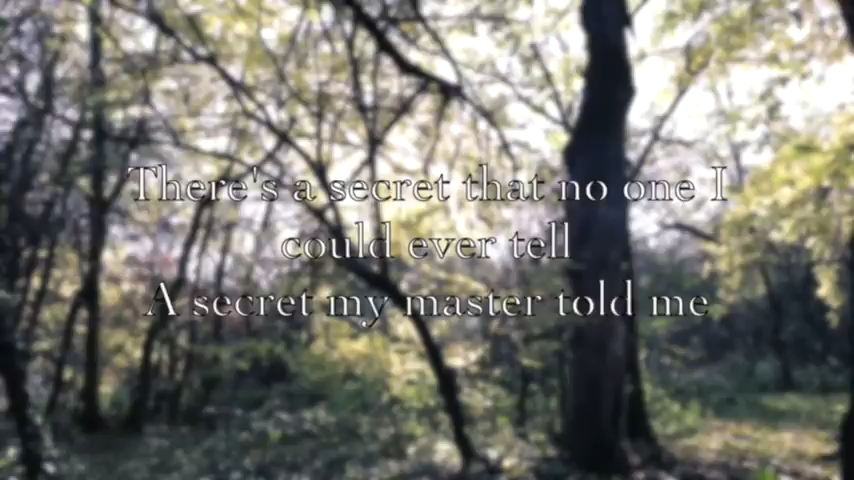 There's a secret that no one I
could ever tell
A secret my master told me